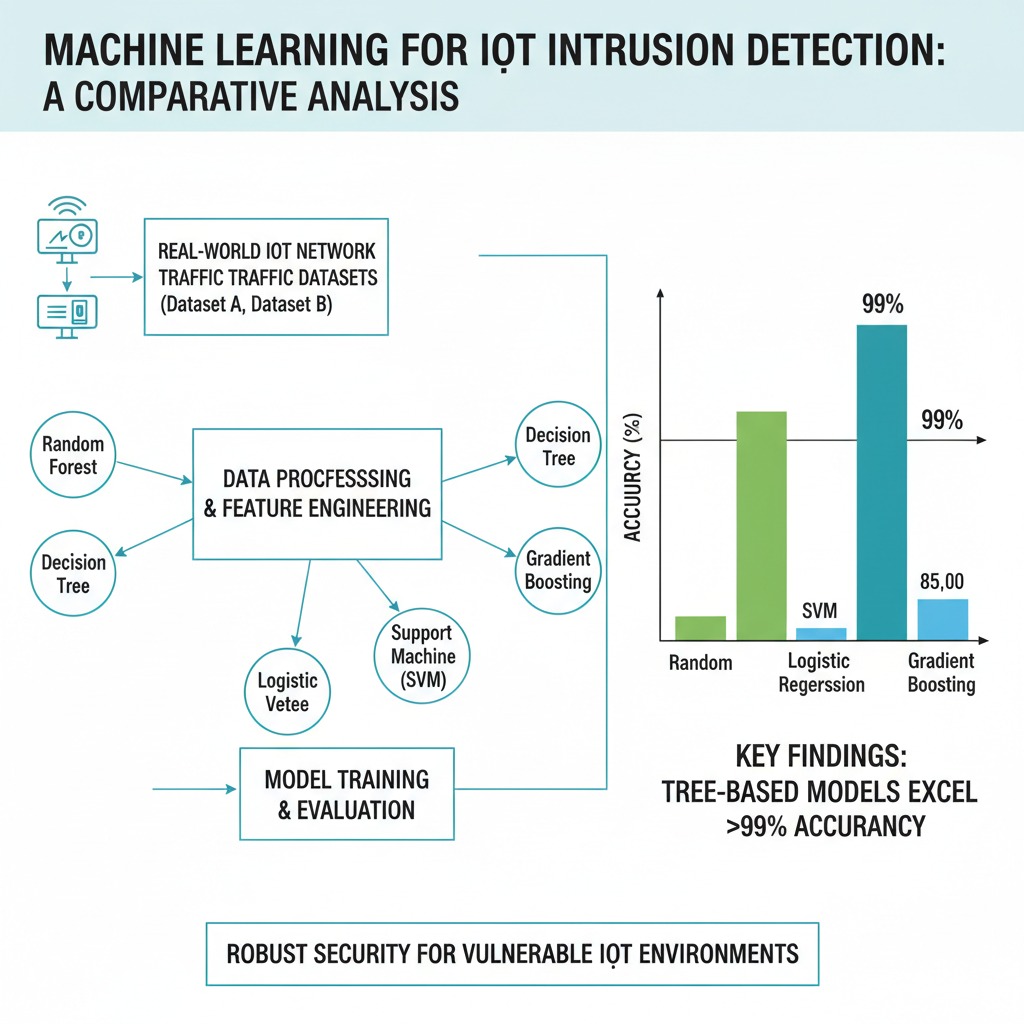 MACHINE LEARNING FOR IỌT INTRUSION DETECTION:
A COMPARATIVE ANALYSIS
REAL-WORLD IOT NETWORK
TRAFFIC TRAFFIC DATASETS
(Dataset A, Dataset B)
Random
Forest
Decision
Tree
DATA PROCFESSSING
& FEATURE ENGINEERING
Decision
Tree
Gradient
Boosting
Logistic
Vetee
Support
Machine
(SVM)
MODEL TRAINING
& EVALUATION
ACCUURCY (%)
99%
99%
SVM
85,00
Random
Logistic
Regerssion
Gradient
Boosting
KEY FINDINGS:
TREE-BASED MODELS EXCEL
>99% ACCURANCY
ROBUST SECURITY FOR VULNERABLE IỌT ENVIRONMENTS